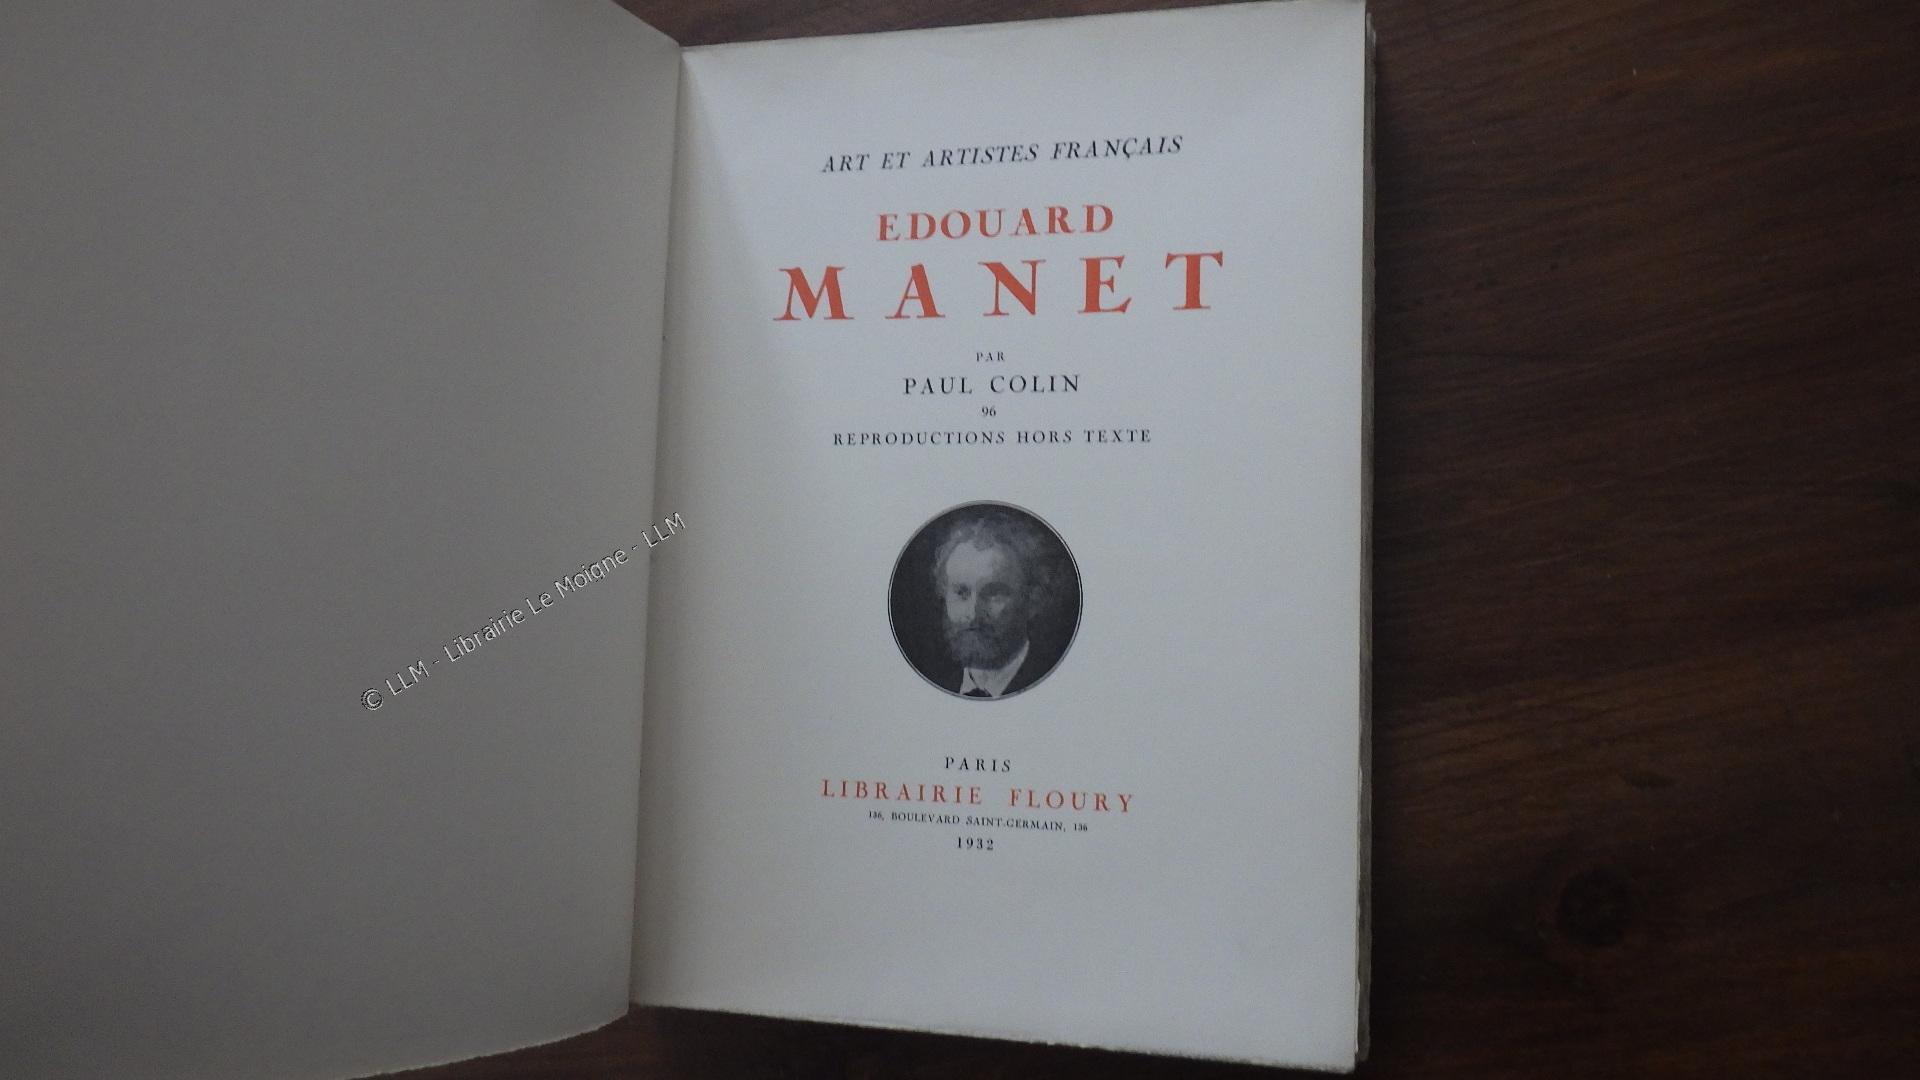 ART ET ARTISTES FRANÇAIS
EDOUARD
MANET
PAR
PAUL COLIN
96
REPRODUCTIONS HORS TEXTE
PARIS
LIBRAIRIE FLOURY
136, BOULEVARD SAINT-GERMAIN, 136
1932
© LLM - Librairie Le Moigne - LLM